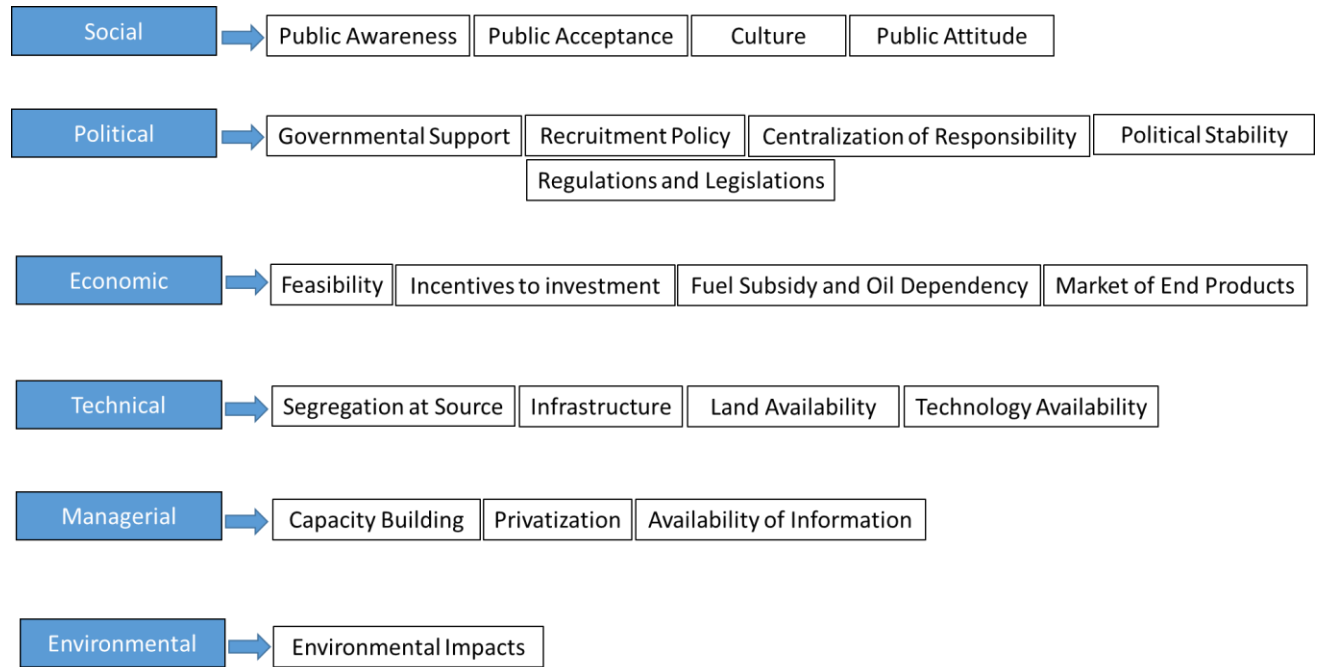 Social Public Awareness Public Acceptance Culture Public Attitude
Political Governmental Support Recruitment Policy Centralization of Responsibility Political Stability
Regulations and Legislations
Economic Feasibility Incentives to investment Fuel Subsidy and Oil Dependency Market of End Products
Technical Segregation at Source Infrastructure Land Availability Technology Availability
Managerial Capacity Building Privatization Availability of Information
Environmental Environmental Impacts